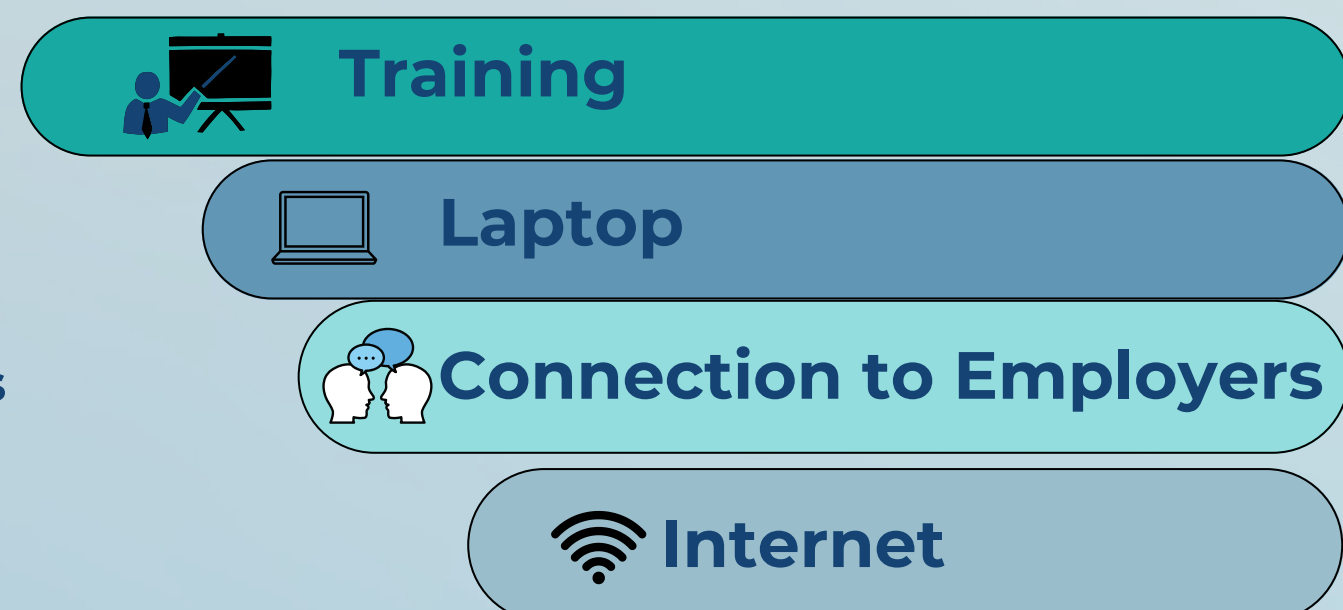 Training
Laptop
s
Connection to Employers
Internet